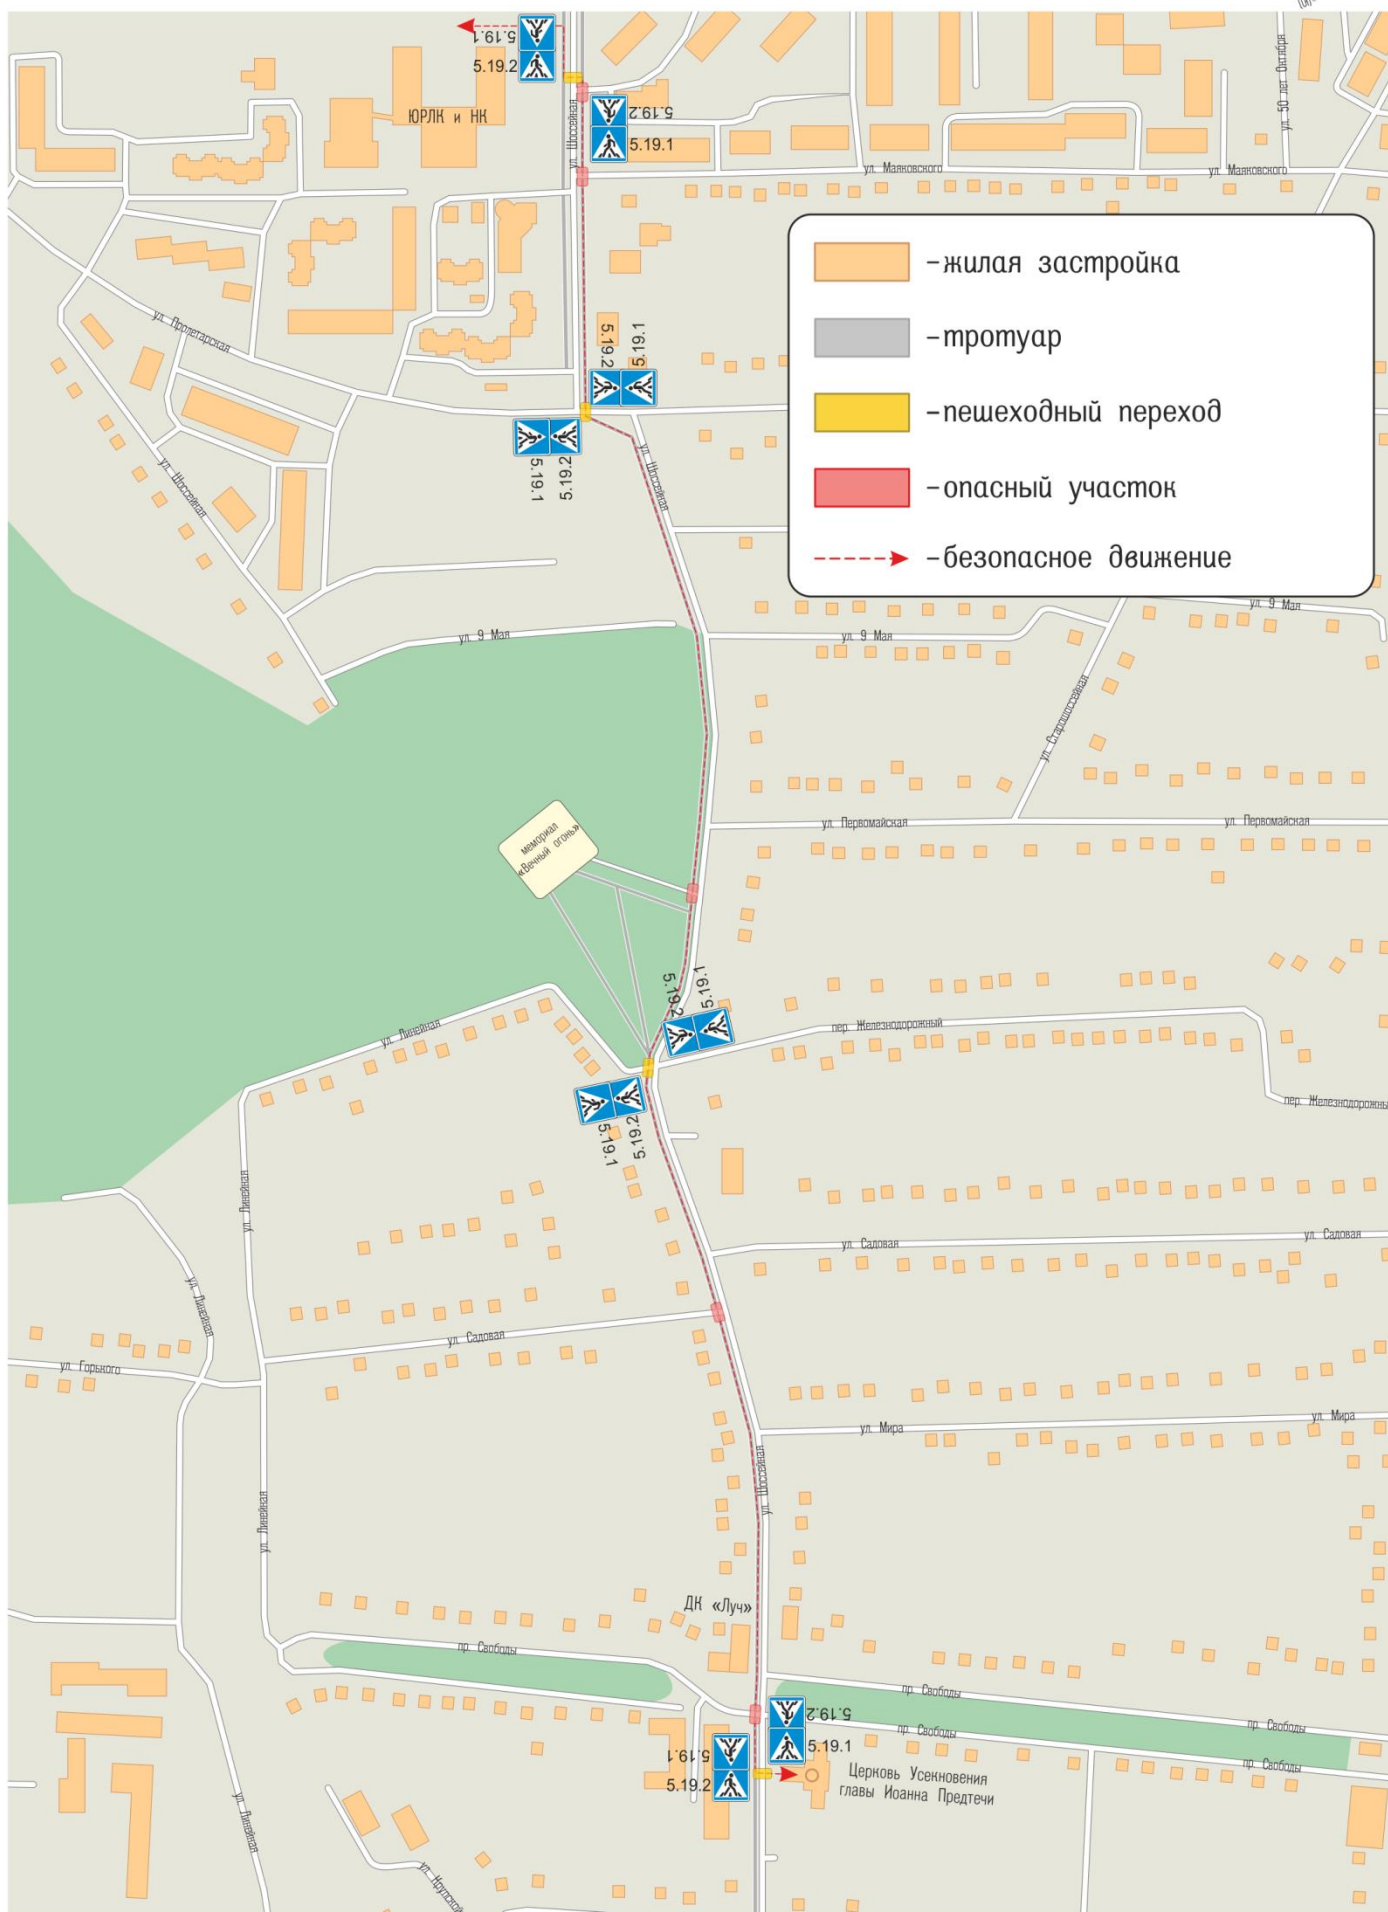 5.19.1
5.19.2
ЮРЛК и НК
ул. Шоссейная
5.19.2
5.19.1
ул. 50 лет Октября
ул. Маяковского
ул. Маяковского
-жилая застройка
-тротуар
-пешеходный переход
-опасный участок
-безопасное движение
ул. Пролетарская
5.19.2
5.19.1
5.19.1
5.19.2
ул. Шоссейная
ул. Шоссейная
ул. 9 Мая
ул. 9 Мая
ул. 9 Мая
ул. Старошоссейная
ул. Первомайская
ул. Первомайская
мемориал
«Вечный огонь»
5.19.2
5.19.1
ул. Линейная
пер. Железнодорожный
пер. Железнодорожный
5.19.1
5.19.2
ул. Линейная
ул. Садовая
ул. Садовая
ул. Линейная
ул. Садовая
ул. Горького
ул. Мира
ул. Мира
ул. Шоссейная
ул. Линейная
ДК «Луч»
пр. Свободы
пр. Свободы
пр. Свободы
пр. Свободы
пр. Свободы
5.19.2
5.19.1
5.19.1
5.19.2
Церковь Усекновения
главы Иоанна Предтечи
ул. Линейная
ул. Крупской